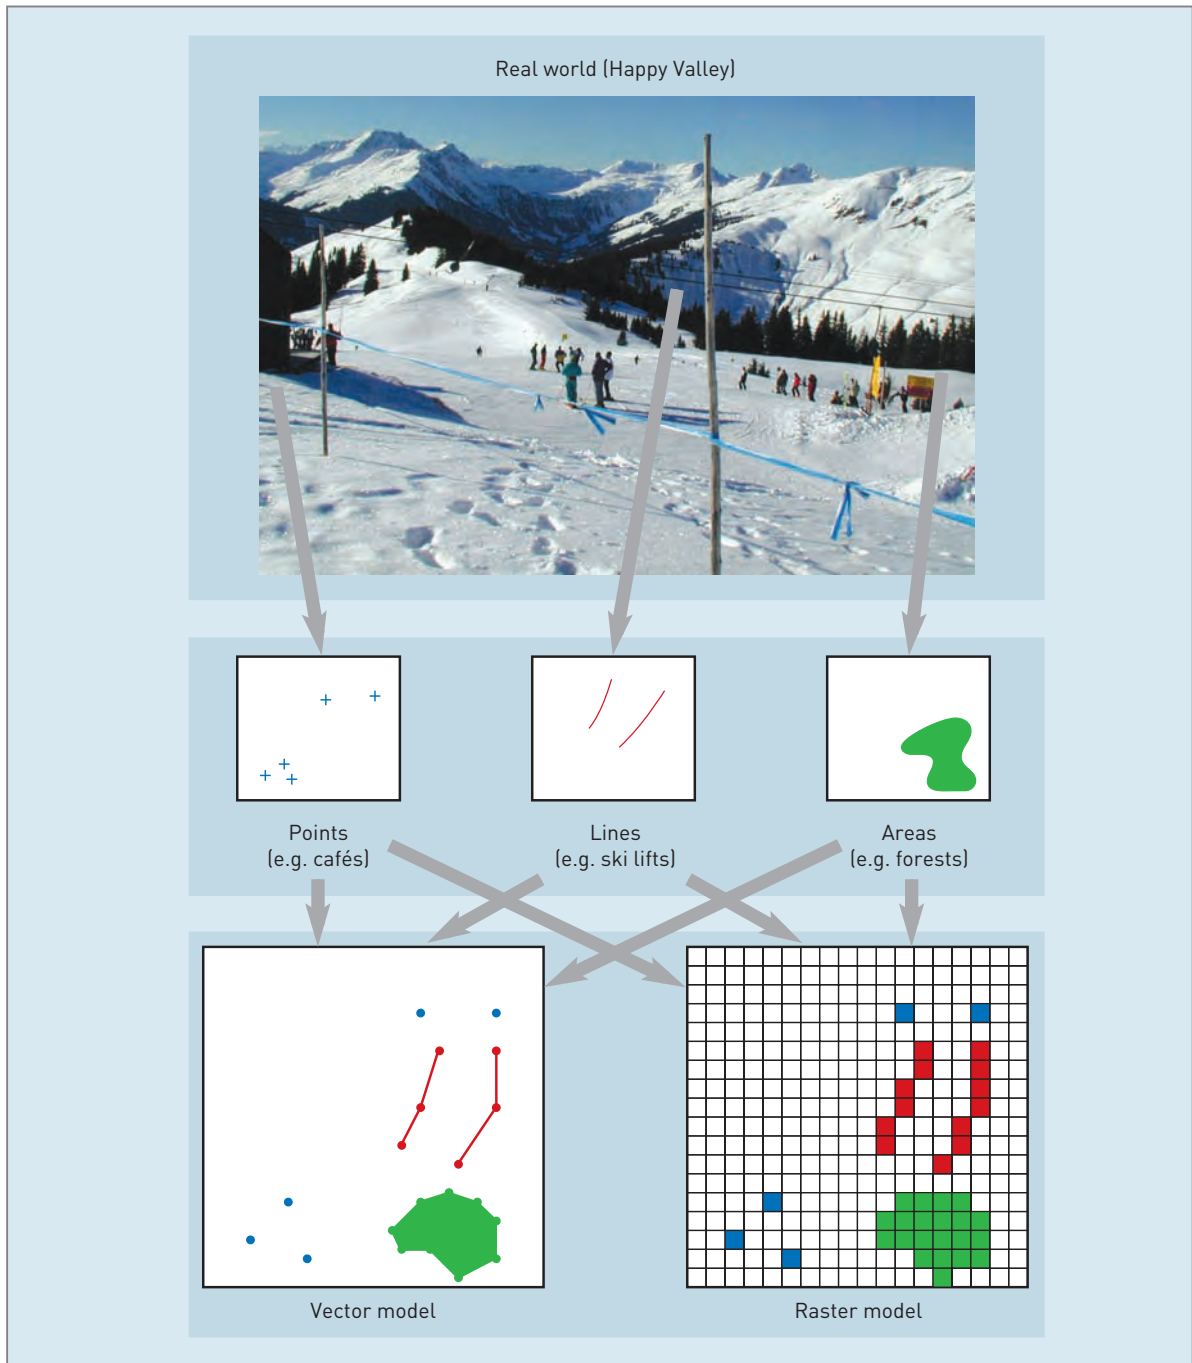 Real world (Happy Valley)
Points
(e.g. cafés)
Lines
(e.g. ski lifts)
Areas
(e.g. forests)
Vector model
Raster model